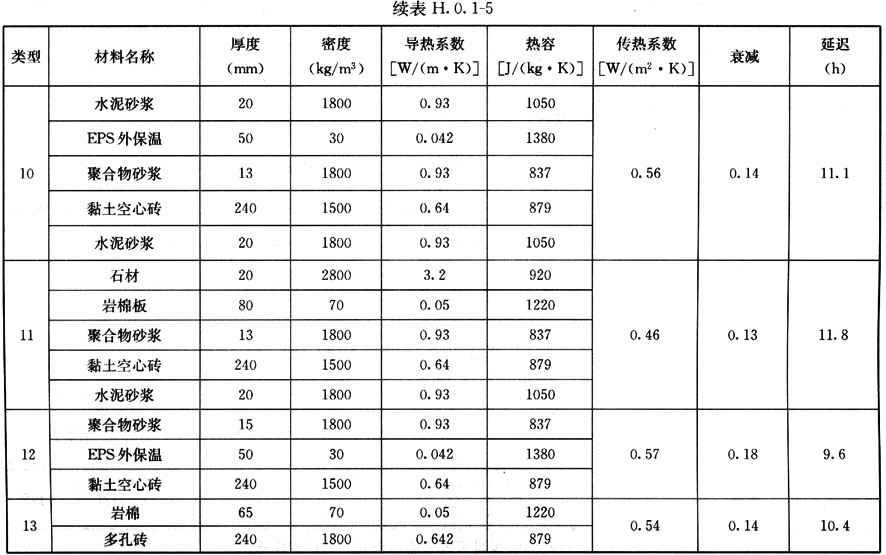 续表 H.0.1-5
类型 材料名称 厚度 (mm) 密度 (kg/m³) 导热系数 [W/(m·K)] 热容 [J/(kg·K)] 传热系数 [W/(m²·K)] 衰减 延迟 (h)
水泥砂浆 20 1800 0.93 1050
EPS外保温 50 30 0.042 1380
10 聚合物砂浆 13 1800 0.93 837 0.56 0.14 11.1
黏土空心砖 240 1500 0.64 879
水泥砂浆 20 1800 0.93 1050
石材 20 2800 3.2 920
岩棉板 80 70 0.05 1220
11 聚合物砂浆 13 1800 0.93 837 0.46 0.13 11.8
黏土空心砖 240 1500 0.64 879
水泥砂浆 20 1800 0.93 1050
聚合物砂浆 15 1800 0.93 837
12 EPS外保温 50 30 0.042 1380 0.57 0.18 9.6
黏土空心砖 240 1500 0.64 879
13 岩棉 65 70 0.05 1220 0.54 0.14 10.4
多孔砖 240 1800 0.642 879